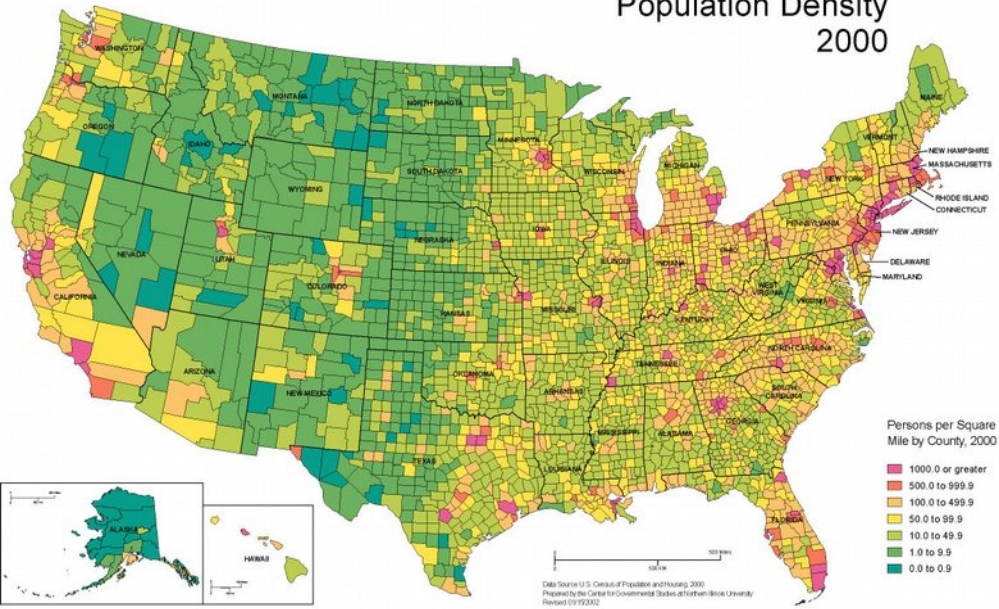 Population Density
2000
WASHINGTON
MONTANA
NORTH DAKOTA
MAINE
OREGON
IDAHO
MINNESOTA
VERMONT
NEW HAMPSHIRE
MASSACHUSETTS
SOUTH DAKOTA
WISCONSIN
MICHIGAN
NEW YORK
WYOMING
RHODE ISLAND
CONNECTICUT
NEBRASKA
IOWA
PENNSYLVANIA
NEW JERSEY
NEVADA
UTAH
ILLINOIS
INDIANA
OHIO
DELAWARE
MARYLAND
COLORADO
WEST
VIRGINIA
VIRGINIA
CALIFORNIA
KANSAS
MISSOURI
KENTUCKY
NORTH CAROLINA
ARIZONA
OKLAHOMA
TENNESSEE
NEW MEXICO
ARKANSAS
SOUTH
CAROLINA
MISSISSIPPI
ALABAMA
GEORGIA
TEXAS
LOUISIANA
FLORIDA
ALASKA
HAWAII
Persons per Square
Mile by County, 2000
1000.0 or greater
500.0 to 999.9
100.0 to 499.9
50.0 to 99.9
10.0 to 49.9
1.0 to 9.9
0.0 to 0.9
500 Miles
Data Source U.S. Census of Population and Housing, 2000
Prepared by the Center for Governmental Studies at Northern Illinois University
Revised 01/15/2002